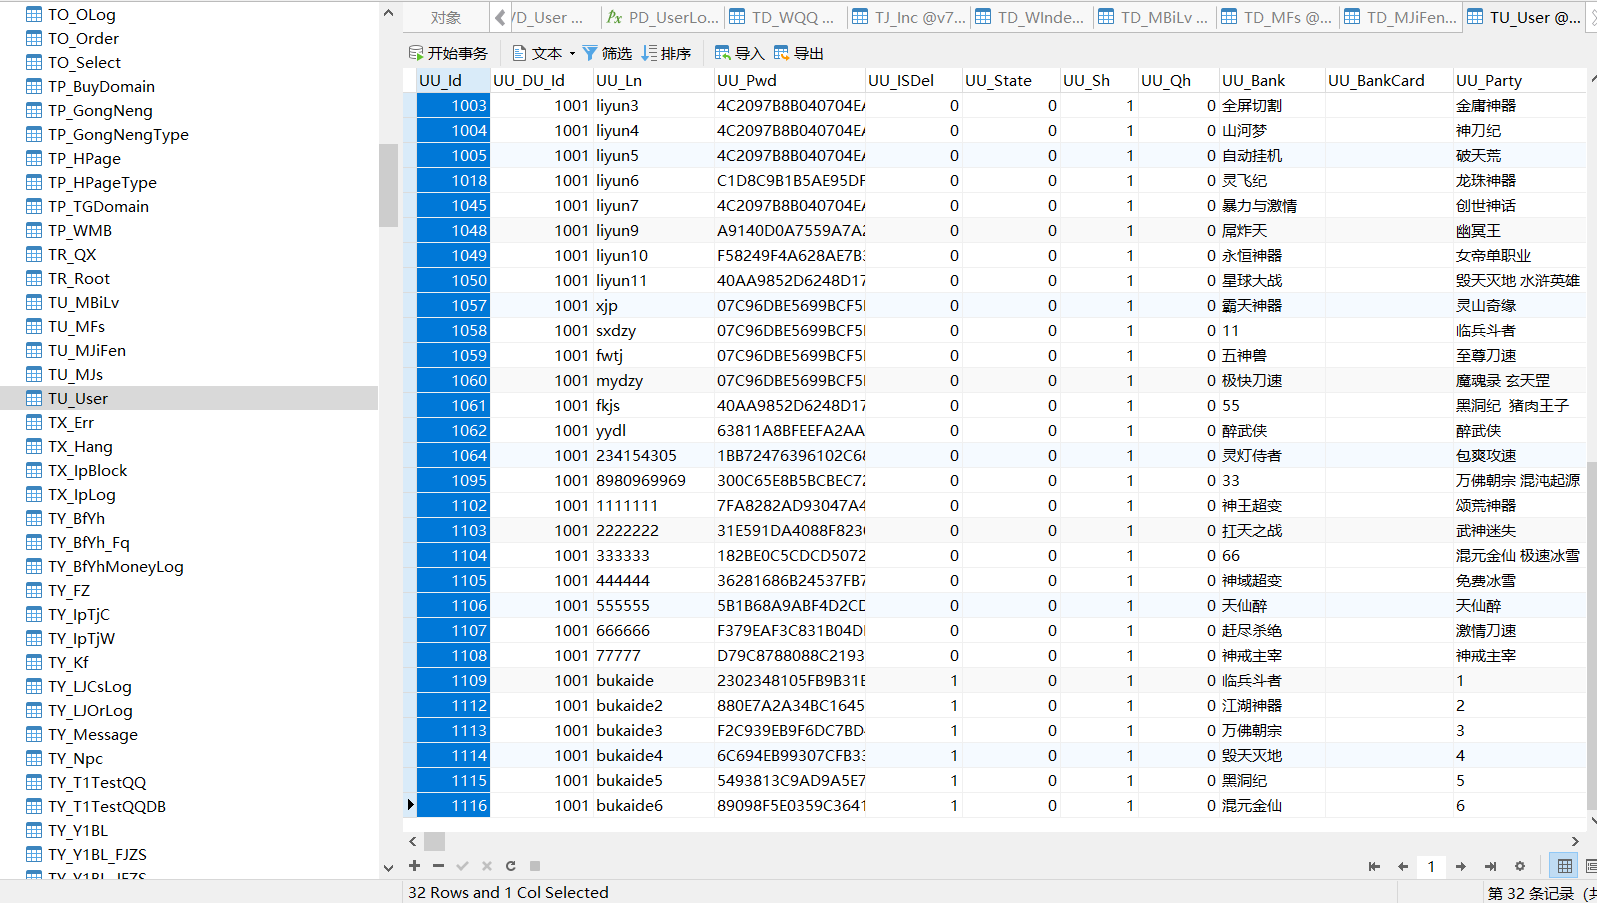 对象
/D_User ...
PD_UserLo...
TD_WQQ ...
TJ_Inc @v7...
TD_WInde...
TD_MBiLv ...
TD_MFs @...
TD_MJiFen...
TU_User @...
开始事务 文本 筛选 排序 导入 导出
TO_OLog
TO_Order
TO_Select
TP_BuyDomain
TP_GongNeng
TP_GongNengType
TP_HPage
TP_HPageType
TP_TGDomain
TP_WMB
TR_QX
TR_Root
TU_MBiLv
TU_MFs
TU_MJiFen
TU_MJs
TU_User
TX_Err
TX_Hang
TX_IpBlock
TX_IpLog
TY_BfYh
TY_BfYh_Fq
TY_BfYhMoneyLog
TY_FZ
TY_IpTjC
TY_IpTjW
TY_Kf
TY_LJCsLog
TY_LJOrLog
TY_Message
TY_Npc
TY_T1TestQQ
TY_T1TestQQDB
TY_Y1BL
TY_Y1BL_FJZS
TY_Y1BL_JFZS
UU_Id UU_DU_Id UU_Ln UU_Pwd UU_ISDel UU_State UU_Sh UU_Qh UU_Bank UU_BankCard UU_Party
1003 1001 liyun3 4C2097B8B040704EA 0 0 1 0 全屏切割 金庸神器
1004 1001 liyun4 4C2097B8B040704EA 0 0 1 0 山河梦 神刀纪
1005 1001 liyun5 4C2097B8B040704EA 0 0 1 0 自动挂机 破天荒
1018 1001 liyun6 C1D8C9B1B5AE95DF 0 0 1 0 灵飞纪 龙珠神器
1045 1001 liyun7 4C2097B8B040704EA 0 0 1 0 暴力与激情 创世神话
1048 1001 liyun9 A9140D0A7559A7A2 0 0 1 0 屌炸天 幽冥王
1049 1001 liyun10 F58249F4A628AE7B3 0 0 1 0 永恒神器 女帝单职业
1050 1001 liyun11 40AA9852D6248D17 0 0 1 0 星球大战 毁天灭地 水浒英雄
1057 1001 xjp 07C96DBE5699BCF5 0 0 1 0 霸天神器 灵山奇缘
1058 1001 sxdzy 07C96DBE5699BCF5 0 0 1 0 11 临兵斗者
1059 1001 fwtj 07C96DBE5699BCF5 0 0 1 0 五神兽 至尊刀速
1060 1001 mydzy 07C96DBE5699BCF5 0 0 1 0 极快刀速 魔魂录 玄天罡
1061 1001 fkjs 40AA9852D6248D17 0 0 1 0 55 黑洞纪 猪肉王子
1062 1001 yydl 63811A8BFEEFA2AA 0 0 1 0 醉武侠 醉武侠
1064 1001 234154305 1BB72476396102C68 0 0 1 0 灵灯侍者 包爽攻速
1095 1001 8980969969 300C65E8B5BCBEC72 0 0 1 0 33 万佛朝宗 混沌起源
1102 1001 1111111 7FA8282AD93047A4 0 0 1 0 神王超变 颂荒神器
1103 1001 2222222 31E591DA4088F823 0 0 1 0 扛天之战 武神迷失
1104 1001 333333 182BE0C5CDCD5072 0 0 1 0 66 混元金仙 极速冰雪
1105 1001 444444 36281686B24537FB7 0 0 1 0 神域超变 免费冰雪
1106 1001 555555 5B1B68A9ABF4D2CD 0 0 1 0 天仙醉 天仙醉
1107 1001 666666 F379EAF3C831B04D 0 0 1 0 赶尽杀绝 激情刀速
1108 1001 77777 D79C8788088C2193 0 0 1 0 神戒主宰 神戒主宰
1109 1001 bukaide 2302348105FB9B31E 1 0 1 0 临兵斗者 1
1112 1001 bukaide2 880E7A2A34BC1645 1 0 1 0 江湖神器 2
1113 1001 bukaide3 F2C939EB9F6DC7BD 1 0 1 0 万佛朝宗 3
1114 1001 bukaide4 6C694EB99307CFB33 1 0 1 0 毁天灭地 4
1115 1001 bukaide5 5493813C9AD9A5E7 1 0 1 0 黑洞纪 5
1116 1001 bukaide6 89098F5E0359C3641 1 0 1 0 混元金仙 6
1
32 Rows and 1 Col Selected
第 32 条记录 (共